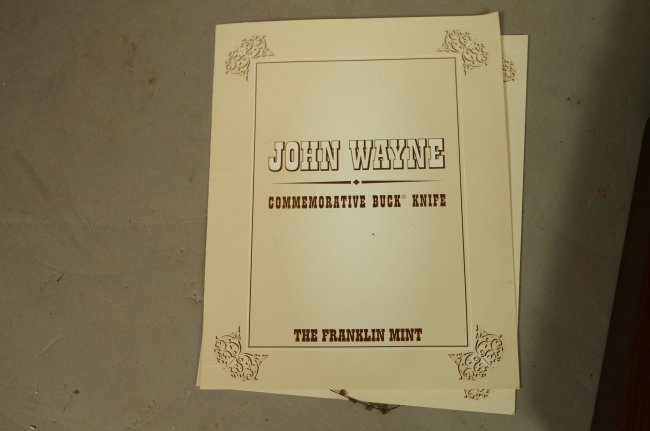 JOHN WAYNE
COMMEMORATIVE BUCK® KNIFE
THE FRANKLIN MINT